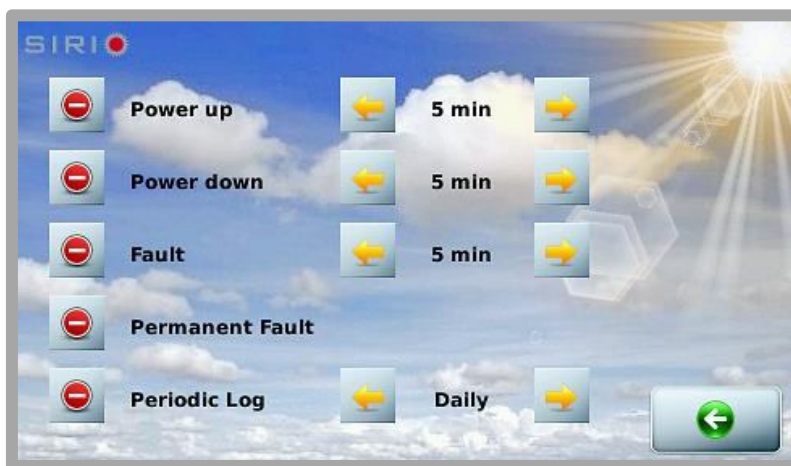 SIRIO
Power up 5 min
Power down 5 min
Fault 5 min
Permanent Fault
Periodic Log Daily